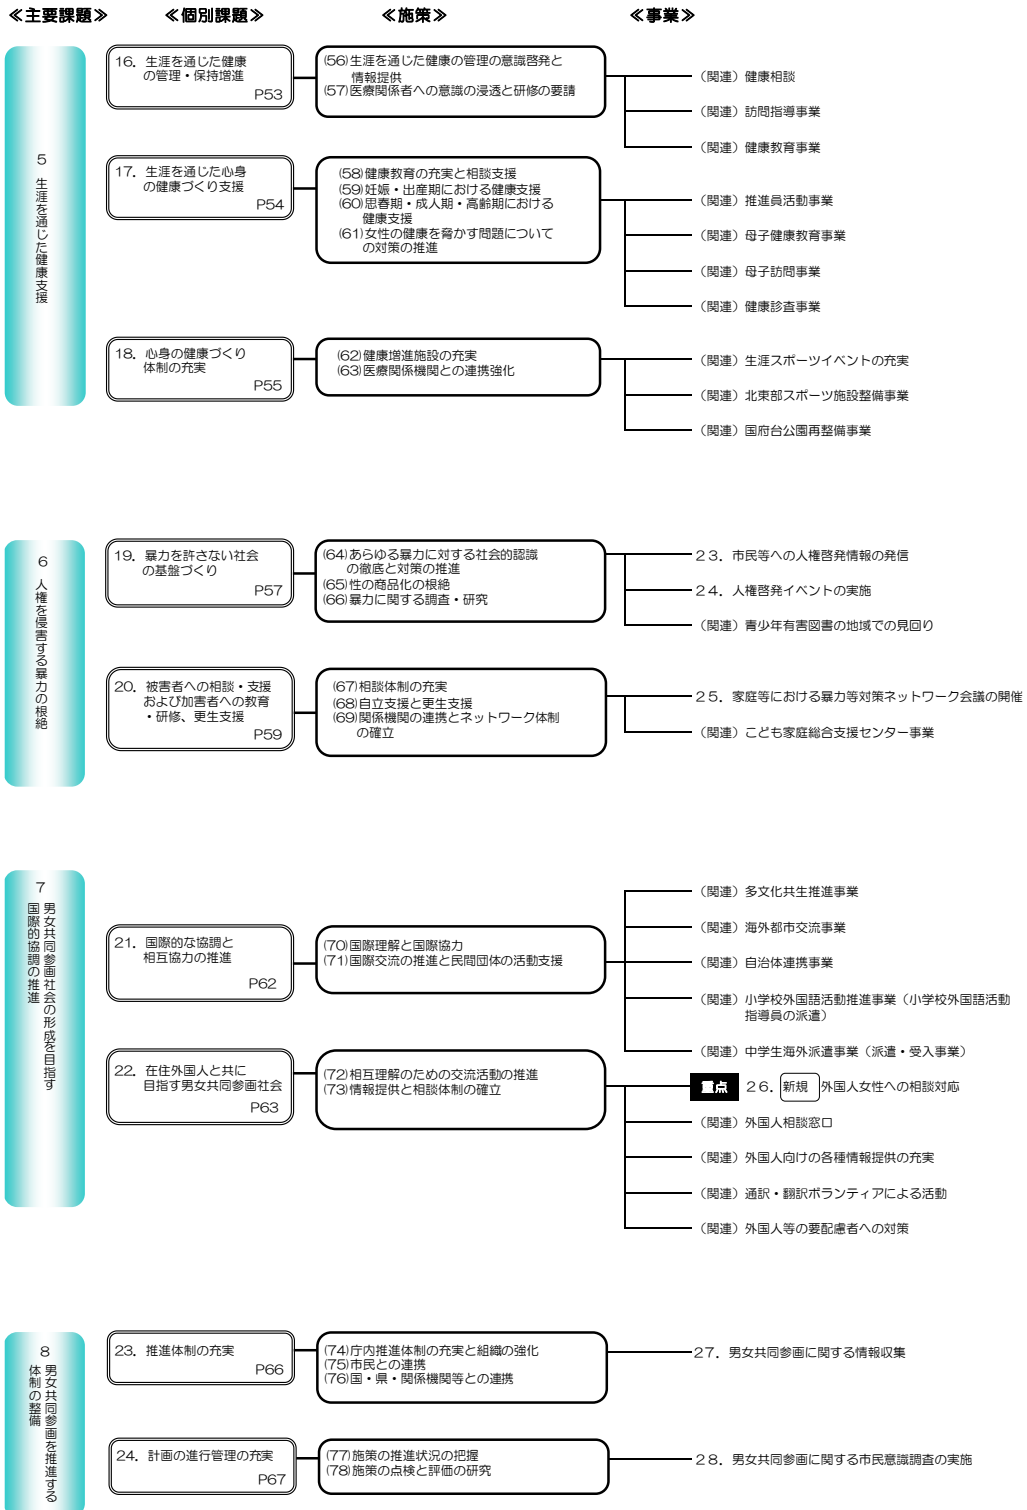 ≪主要課題≫
≪個別課題≫
≪施策≫
≪事業≫
5 生涯を通じた健康支援
16．生涯を通じた健康
の管理・保持増進
P53
(56)生涯を通じた健康の管理の意識啓発と
情報提供
(57)医療関係者への意識の浸透と研修の要請
（関連）健康相談
（関連）訪問指導事業
（関連）健康教育事業
17．生涯を通じた心身
の健康づくり支援
P54
(58)健康教育の充実と相談支援
(59)妊娠・出産期における健康支援
(60)思春期・成人期・高齢期における
健康支援
(61)女性の健康を脅かす問題について
の対策の推進
（関連）推進員活動事業
（関連）母子健康教育事業
（関連）母子訪問事業
（関連）健康診査事業
18．心身の健康づくり
体制の充実
P55
(62)健康増進施設の充実
(63)医療関係機関との連携強化
（関連）生涯スポーツイベントの充実
（関連）北東部スポーツ施設整備事業
（関連）国府台公園再整備事業
6 人権を侵害する暴力の根絶
19．暴力を許さない社会
の基盤づくり
P57
(64)あらゆる暴力に対する社会的認識
の徹底と対策の推進
(65)性の商品化の根絶
(66)暴力に関する調査・研究
23．市民等への人権啓発情報の発信
24．人権啓発イベントの実施
（関連）青少年有害図書の地域での見回り
20．被害者への相談・支援
および加害者への教育
・研修、更生支援
P59
(67)相談体制の充実
(68)自立支援と更生支援
(69)関係機関の連携とネットワーク体制
の確立
25．家庭等における暴力等対策ネットワーク会議の開催
（関連）こども家庭総合支援センター事業
7 男女共同参画社会の形成を目指す
国際的協調の推進
21．国際的な協調と
相互協力の推進
P62
(70)国際理解と国際協力
(71)国際交流の推進と民間団体の活動支援
（関連）多文化共生推進事業
（関連）海外都市交流事業
（関連）自治体連携事業
（関連）小学校外国語活動推進事業（小学校外国語活動
指導員の派遣）
（関連）中学生海外派遣事業（派遣・受入事業）
22．在住外国人と共に
目指す男女共同参画社会
P63
(72)相互理解のための交流活動の推進
(73)情報提供と相談体制の確立
重点 26．新規 外国人女性への相談対応
（関連）外国人相談窓口
（関連）外国人向けの各種情報提供の充実
（関連）通訳・翻訳ボランティアによる活動
（関連）外国人等の要配慮者への対策
8 男女共同参画を推進する
体制の整備
23．推進体制の充実
P66
(74)庁内推進体制の充実と組織の強化
(75)市民との連携
(76)国・県・関係機関等との連携
27．男女共同参画に関する情報収集
24．計画の進行管理の充実
P67
(77)施策の推進状況の把握
(78)施策の点検と評価の研究
28．男女共同参画に関する市民意識調査の実施